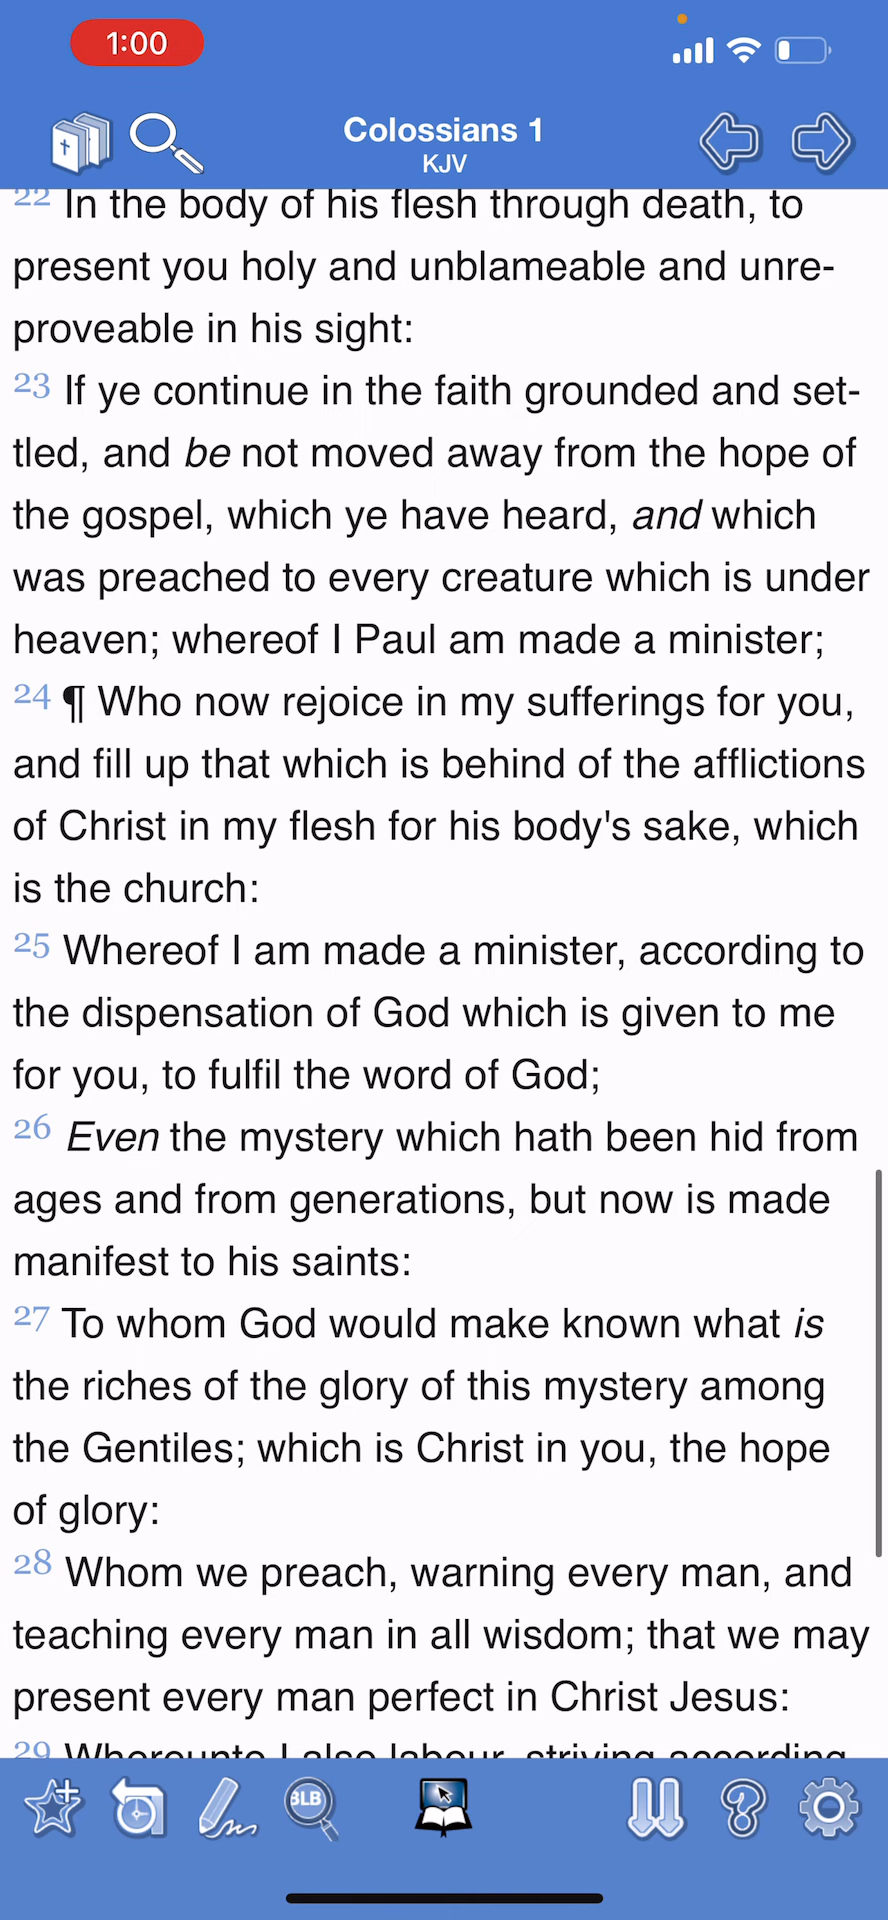 1:00
Colossians 1
KJV
22 In the body of his flesh through death, to
present you holy and unblameable and unre-
proveable in his sight:
23 If ye continue in the faith grounded and set-
tled, and be not moved away from the hope of
the gospel, which ye have heard, and which
was preached to every creature which is under
heaven; whereof I Paul am made a minister;
24 ¶ Who now rejoice in my sufferings for you,
and fill up that which is behind of the afflictions
of Christ in my flesh for his body's sake, which
is the church:
25 Whereof I am made a minister, according to
the dispensation of God which is given to me
for you, to fulfil the word of God;
26 Even the mystery which hath been hid from
ages and from generations, but now is made
manifest to his saints:
27 To whom God would make known what is
the riches of the glory of this mystery among
the Gentiles; which is Christ in you, the hope
of glory:
28 Whom we preach, warning every man, and
teaching every man in all wisdom; that we may
present every man perfect in Christ Jesus:
29 Whereunto I also labour, striving according
BLB